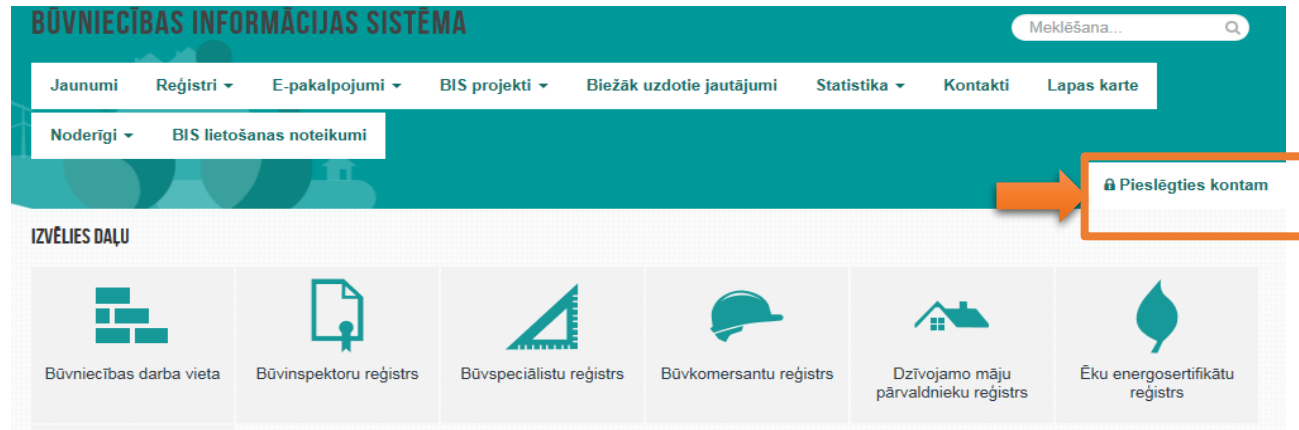 BŪVNIECĪBAS INFORMĀCIJAS SISTĒMA
Meklēšana...
Jaunumi Reģistri E-pakalpojumi BIS projekti Biežāk uzdotie jautājumi Statistika Kontakti Lapas karte
Noderīgi BIS lietošanas noteikumi
Pieslēgties kontam
IZVĒLIES DAĻU
Būvniecības darba vieta
Būvinspektoru reģistrs
Būvspeciālistu reģistrs
Būvkomersantu reģistrs
Dzīvojamo māju
pārvaldnieku reģistrs
Ēku energosertifikātu
reģistrs